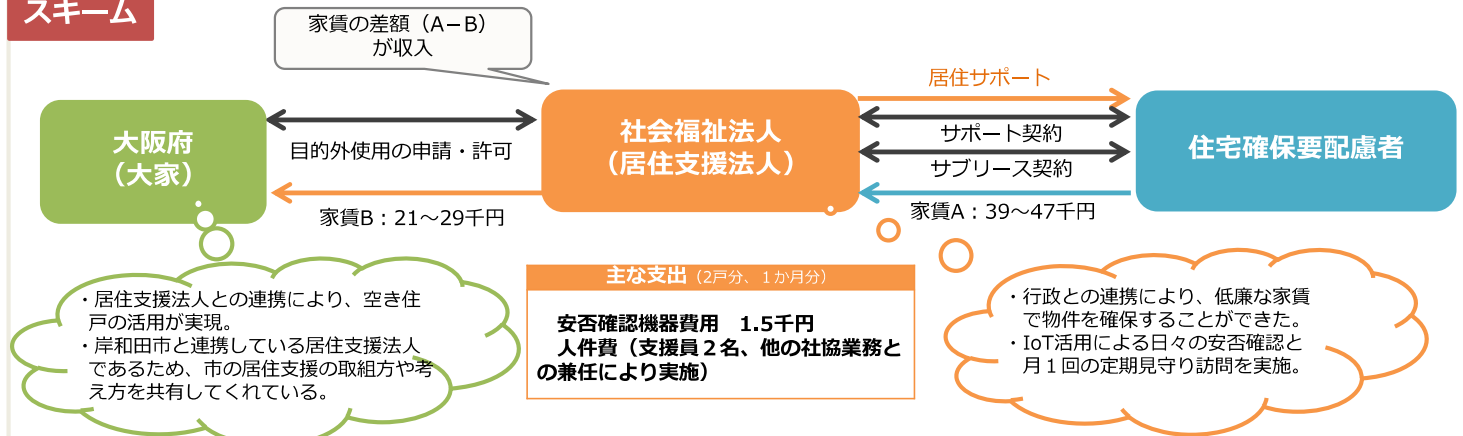 スキーム
家賃の差額（A－B）
が収入
大阪府
（大家）
目的外使用の申請・許可
家賃B：21～29千円
社会福祉法人
（居住支援法人）
居住サポート
サポート契約
サブリース契約
家賃A：39～47千円
住宅確保要配慮者
・居住支援法人との連携により、空き住
戸の活用が実現。
・岸和田市と連携している居住支援法人
であるため、市の居住支援の取組方や考
え方を共有してくれている。
主な支出（2戸分、１か月分）
安否確認機器費用　1.5千円
人件費（支援員２名、他の社協業務と
の兼任により実施）
・行政との連携により、低廉な家賃
で物件を確保することができた。
・IoT活用による日々の安否確認と
月１回の定期見守り訪問を実施。